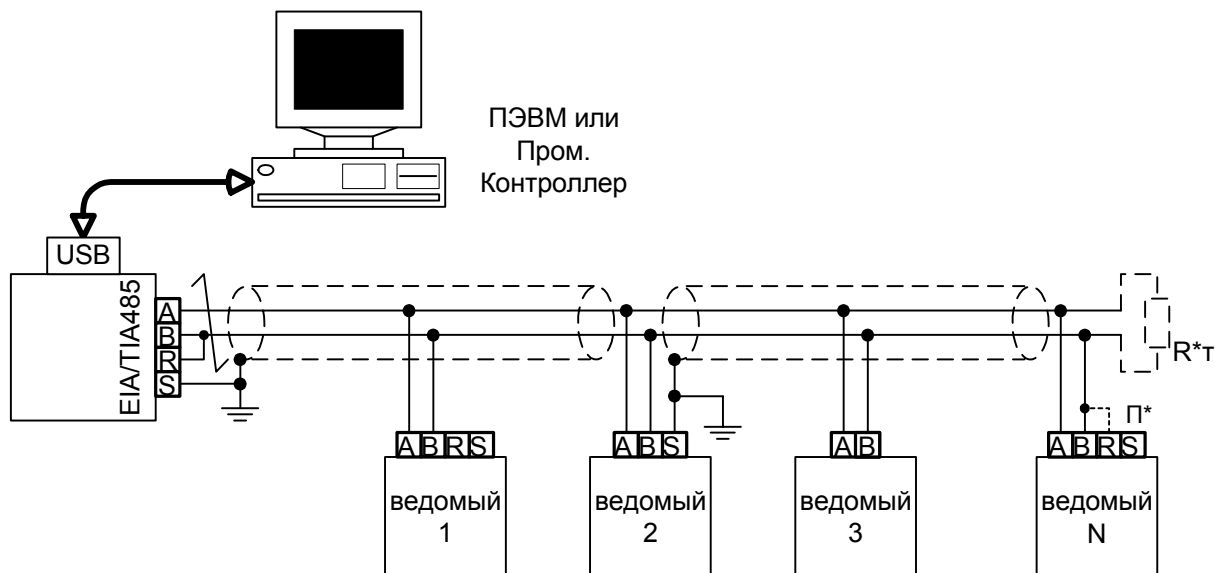 ПЭВМ или
Пром.
Контроллер
USB
EIA/TIA485
A
B
R
S
R*т
П*
A B R S
A B S
A B
A B R S
ведомый
1
ведомый
2
ведомый
3
ведомый
N